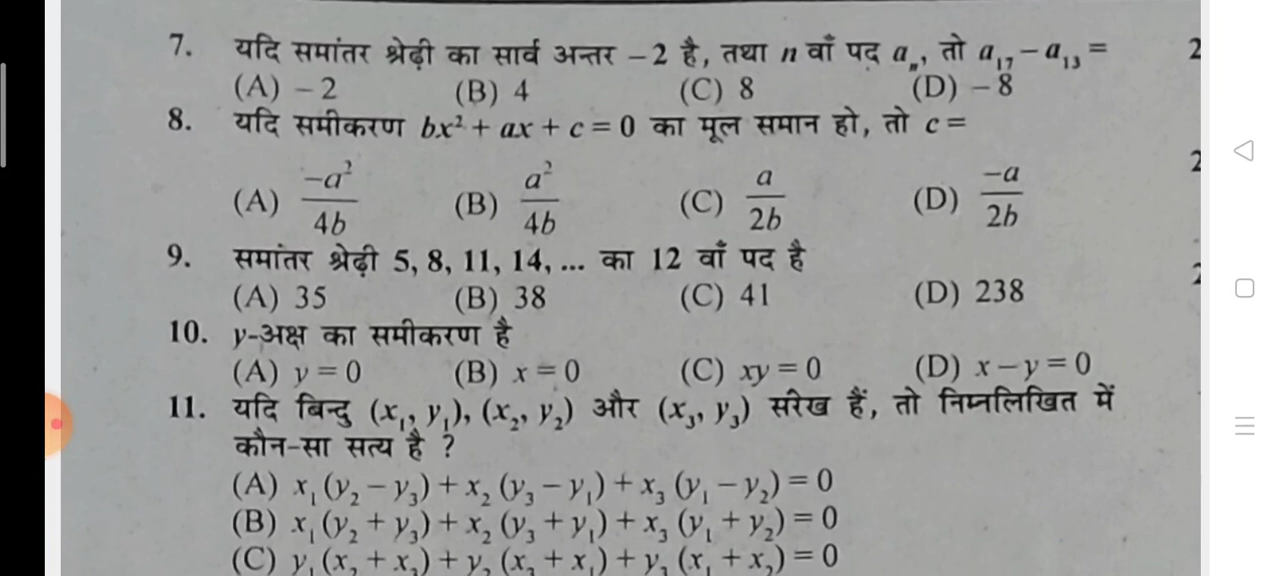 7. यदि समांतर श्रेढ़ी का सार्व अन्तर – 2 है, तथा n वाँ पद aₙ, तो a₁₇ – a₁₃ =
(A) – 2 (B) 4 (C) 8 (D) – 8
8. यदि समीकरण bx² + ax + c = 0 का मूल समान हो, तो c =
(A) −a²/4b (B) a²/4b (C) a/2b (D) −a/2b
9. समांतर श्रेढ़ी 5, 8, 11, 14, ... का 12 वाँ पद है
(A) 35 (B) 38 (C) 41 (D) 238
10. y-अक्ष का समीकरण है
(A) y = 0 (B) x = 0 (C) xy = 0 (D) x – y = 0
11. यदि बिन्दु (x₁, y₁), (x₂, y₂) और (x₃, y₃) सरेख हैं, तो निम्नलिखित में
कौन-सा सत्य है ?
(A) x₁ (y₂ – y₃) + x₂ (y₃ – y₁) + x₃ (y₁ – y₂) = 0
(B) x₁ (y₂ + y₃) + x₂ (y₃ + y₁) + x₃ (y₁ + y₂) = 0
(C) y₁ (x₂ + x₃) + y₂ (x₃ + x₁) + y₃ (x₁ + x₂) = 0